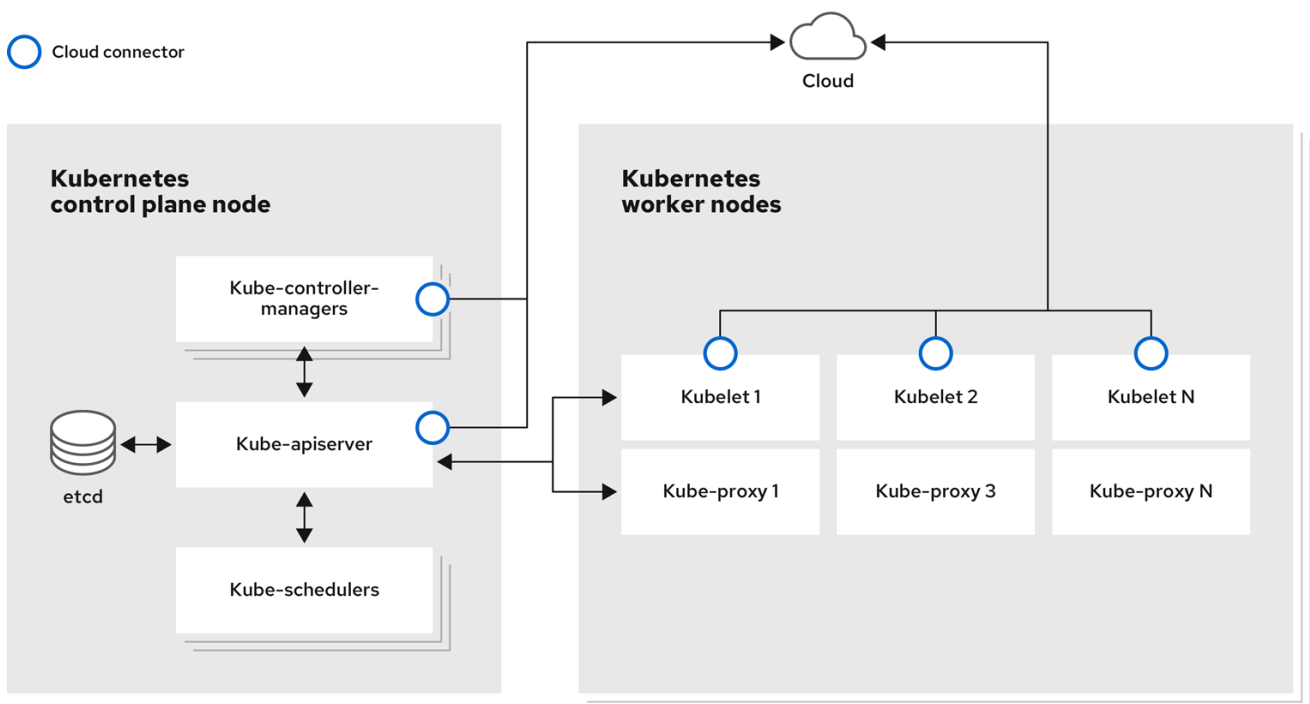 Cloud connector
Cloud
Kubernetes
control plane node
Kube-controller-
managers
Kube-apiserver
etcd
Kube-schedulers
Kubernetes
worker nodes
Kubelet 1
Kubelet 2
Kubelet N
Kube-proxy 1
Kube-proxy 3
Kube-proxy N